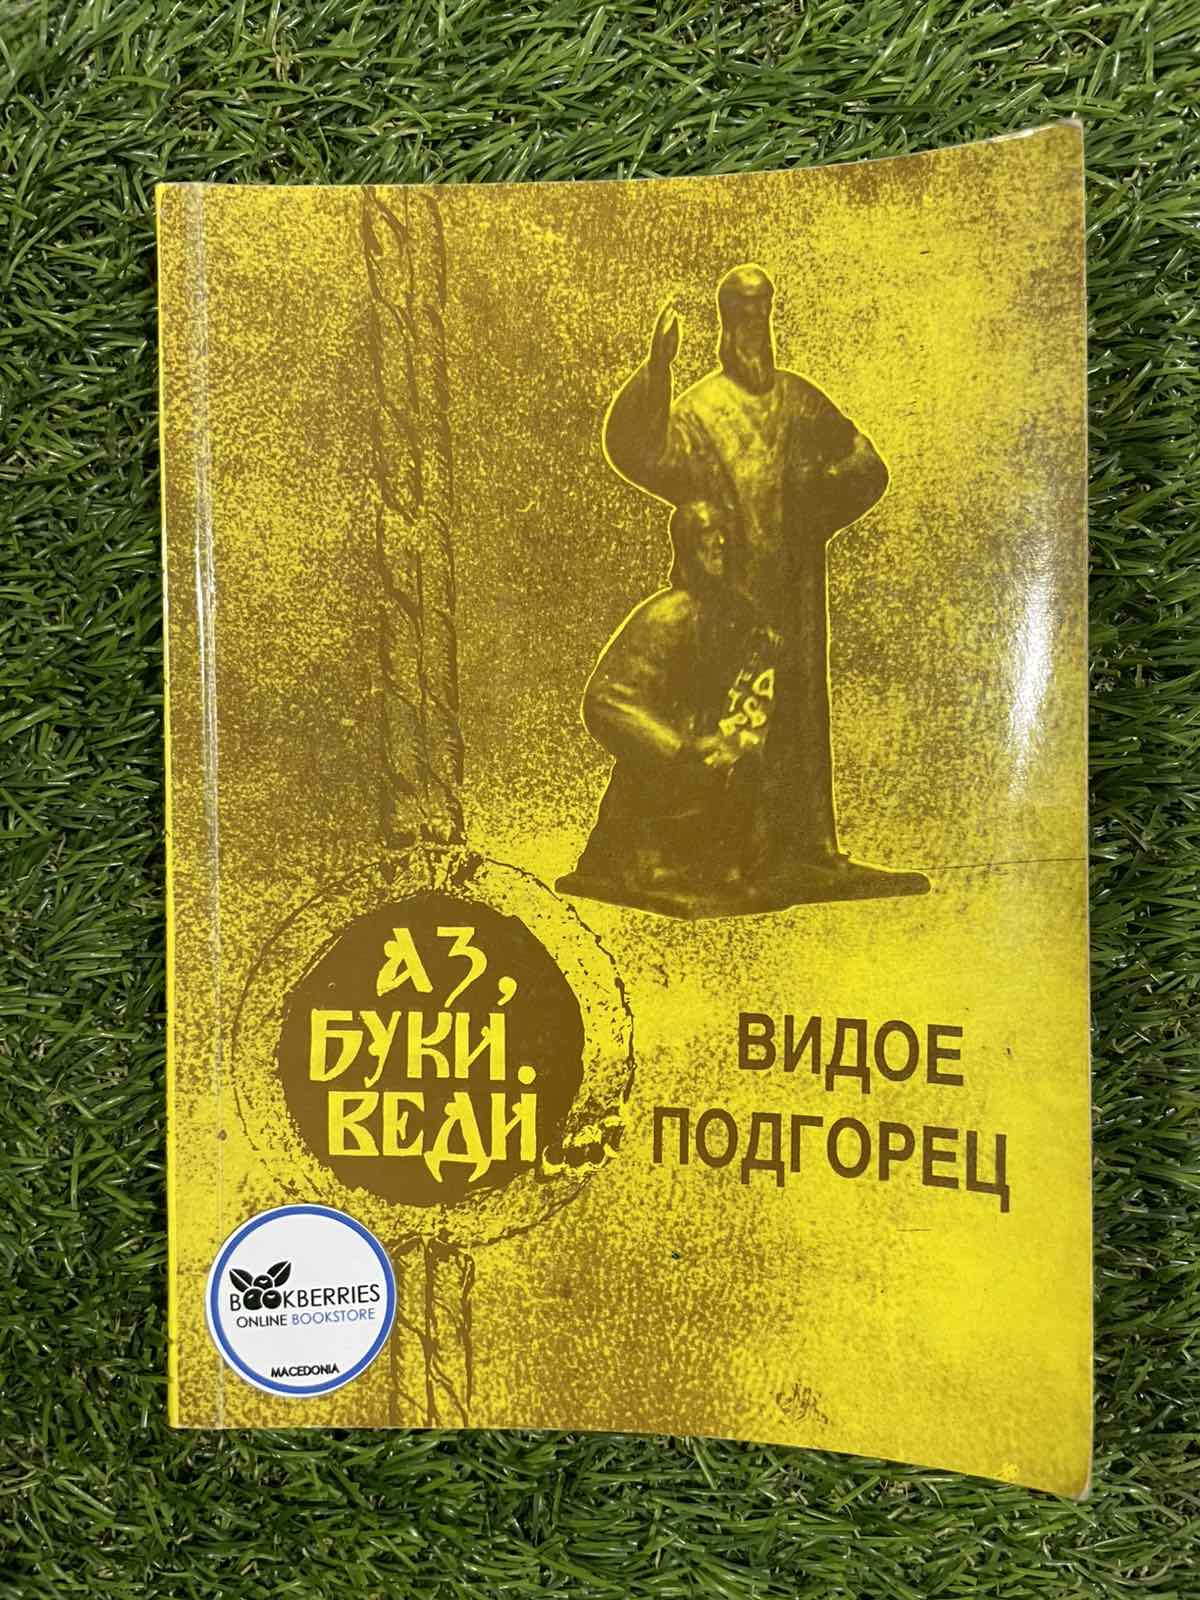 АЗ,
БУКИ.
ВЕДИ...
ВИДОЕ
ПОДГОРЕЦ
BOOKBERRIES
ONLINE BOOKSTORE
MACEDONIA